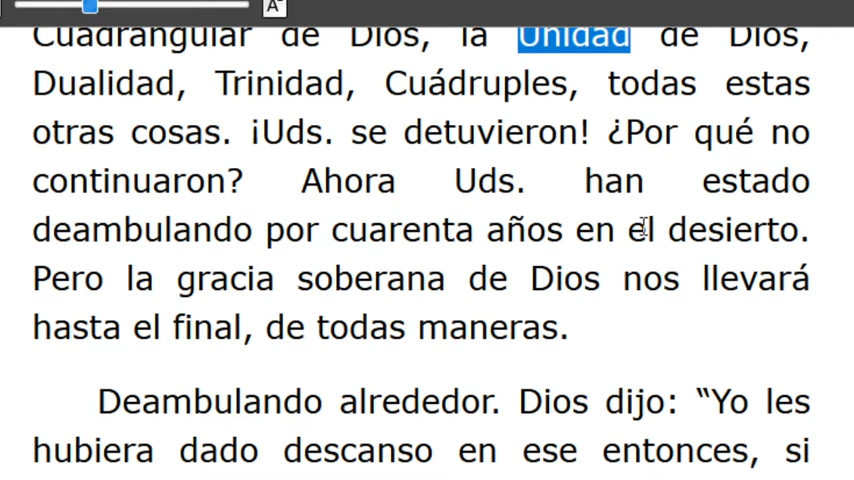 A
Cuadrangular de Dios, la Unidad de Dios,
Dualidad, Trinidad, Cuádruples, todas estas
otras cosas. ¡Uds. se detuvieron! ¿Por qué no
continuaron? Ahora Uds. han estado
deambulando por cuarenta años en el desierto.
Pero la gracia soberana de Dios nos llevará
hasta el final, de todas maneras.
Deambulando alrededor. Dios dijo: “Yo les
hubiera dado descanso en ese entonces, si